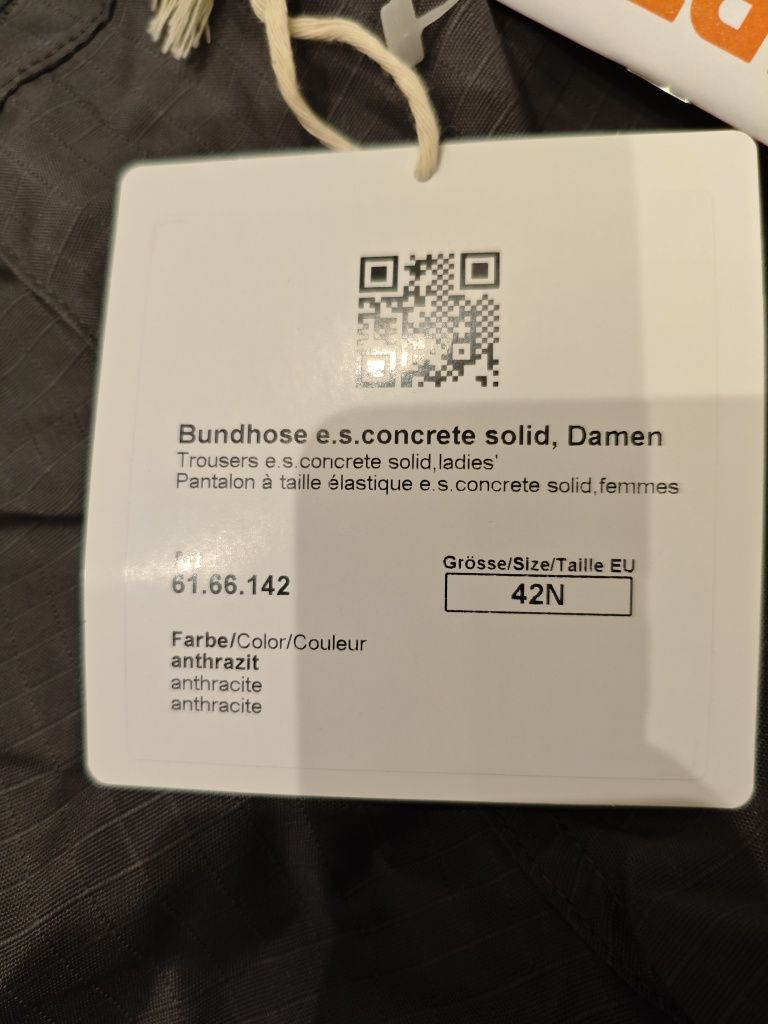 Bundhose e.s.concrete solid, Damen
Trousers e.s.concrete solid,ladies'
Pantalon à taille élastique e.s.concrete solid,femmes
Art
61.66.142
Grösse/Size/Taille EU
42N
Farbe/Color/Couleur
anthrazit
anthracite
anthracite